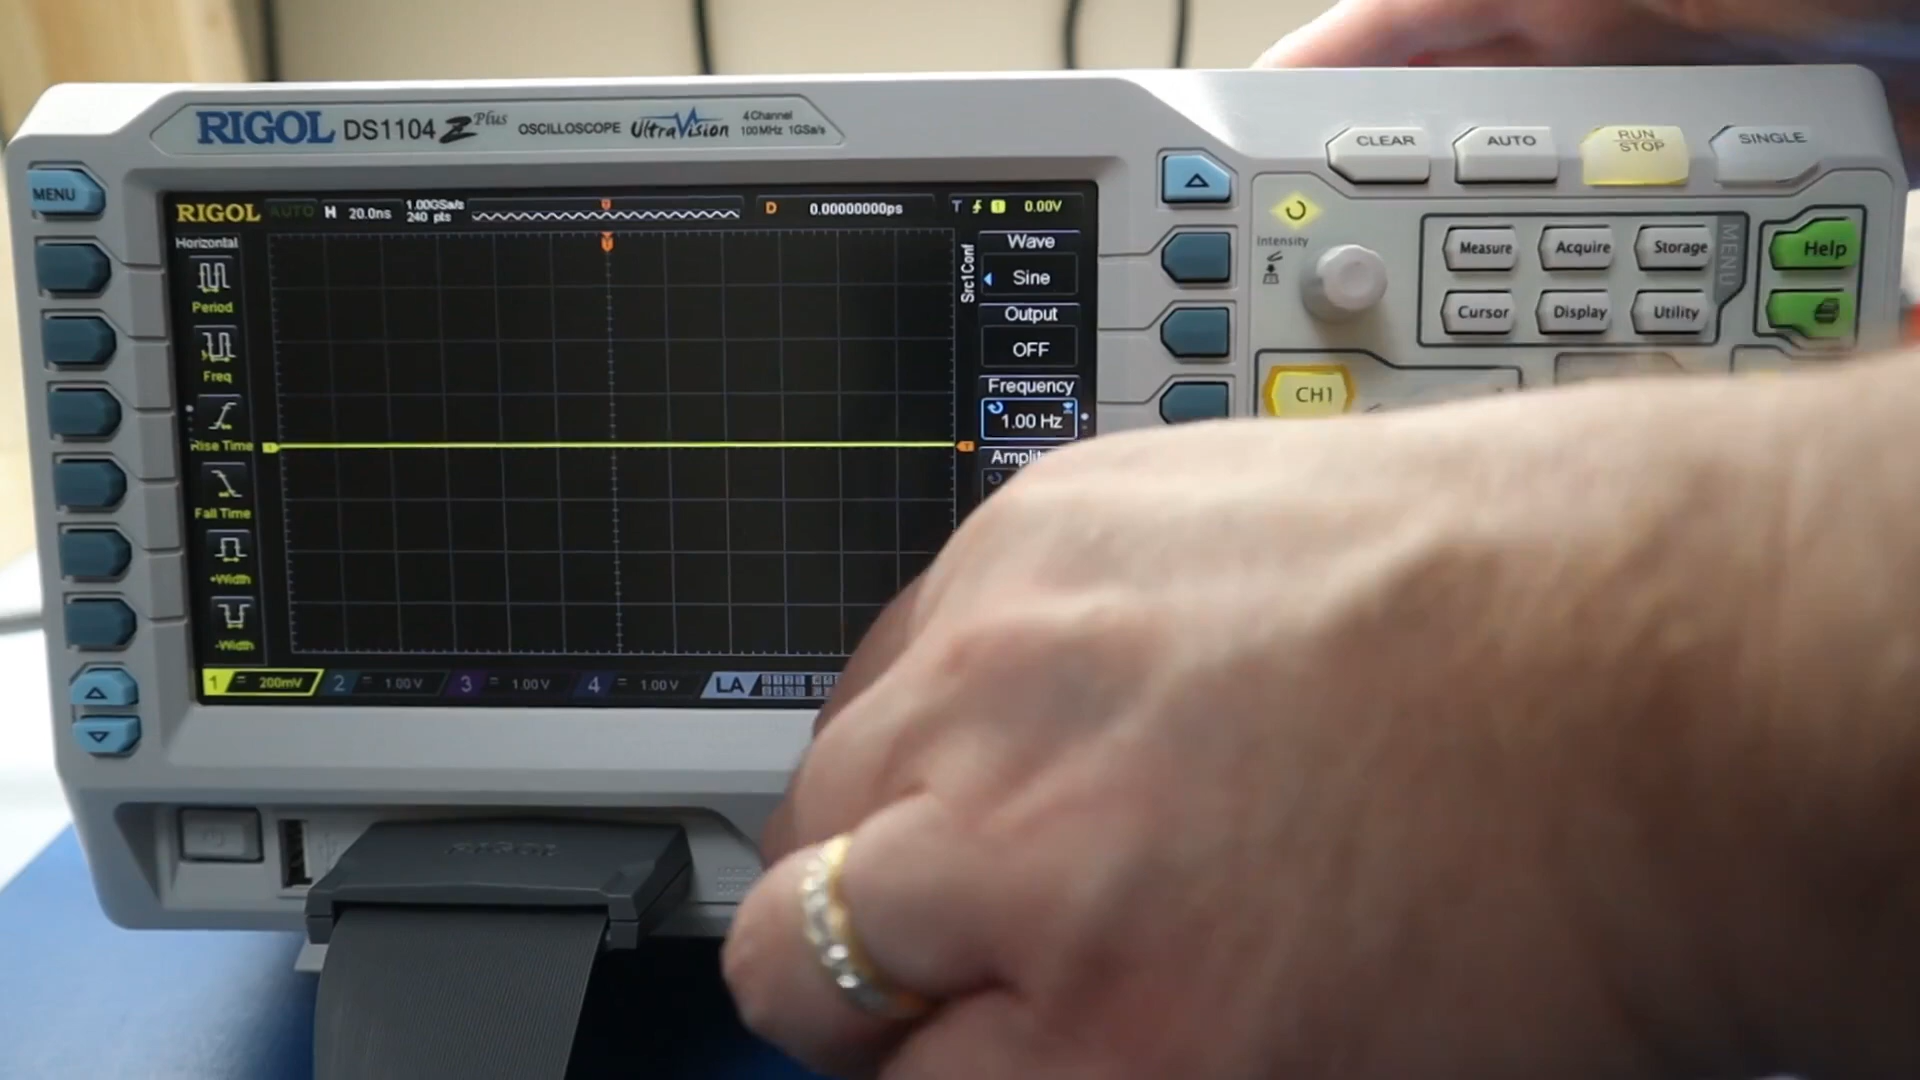 RIGOL DS1104 Z Plus OSCILLOSCOPE UltraVision 4 Channel 100MHz 1GSa/s
CLEAR AUTO RUN STOP SINGLE
MENU
RIGOL AUTO H 20.0ns 1.00GSa/s 240 pts D 0.00000000ps T 1 0.00V
Horizontal
Period
Freq
Rise Time
Fall Time
+Width
-Width
Src1Conf
Wave
Sine
Output
OFF
Frequency
1.00 Hz
1 = 200mV 2 = 1.00V 3 = 1.00V 4 = 1.00V LA
Intensity
Measure Acquire Storage
Cursor Display Utility
MENU
Help
CH1
RIGOL